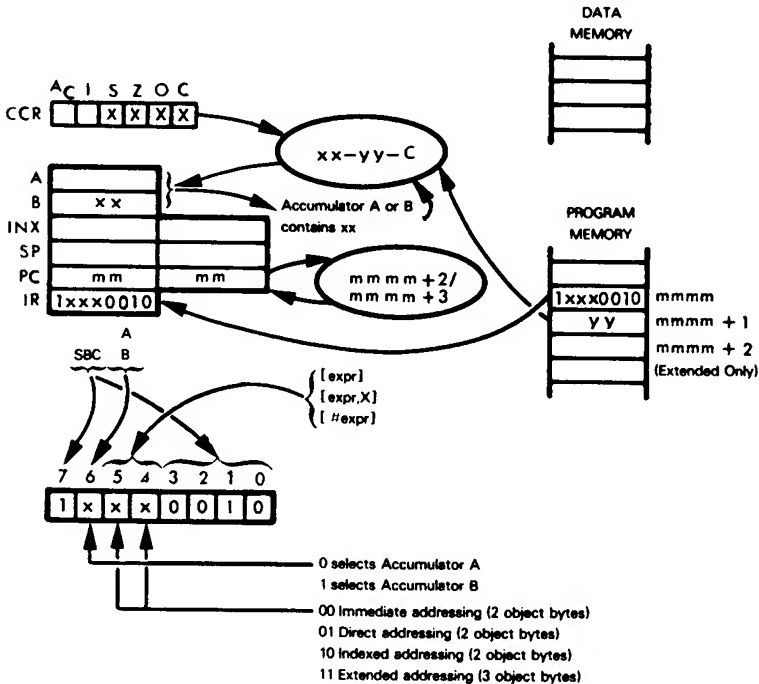 DATA
MEMORY
AC I S Z O C
CCR X X X X
xx-yy-C
A
B xx
INX
SP
PC mm mm
IR 1xxx0010
Accumulator A or B
contains xx
mmmm+2/
mmmm+3
PROGRAM
MEMORY
1xxx0010 mmmm
yy mmmm + 1
mmmm + 2
(Extended Only)
A
SBC B
[expr]
[expr,X]
[ #expr]
7 6 5 4 3 2 1 0
1 x x x 0 0 1 0
0 selects Accumulator A
1 selects Accumulator B
00 Immediate addressing (2 object bytes)
01 Direct addressing (2 object bytes)
10 Indexed addressing (2 object bytes)
11 Extended addressing (3 object bytes)